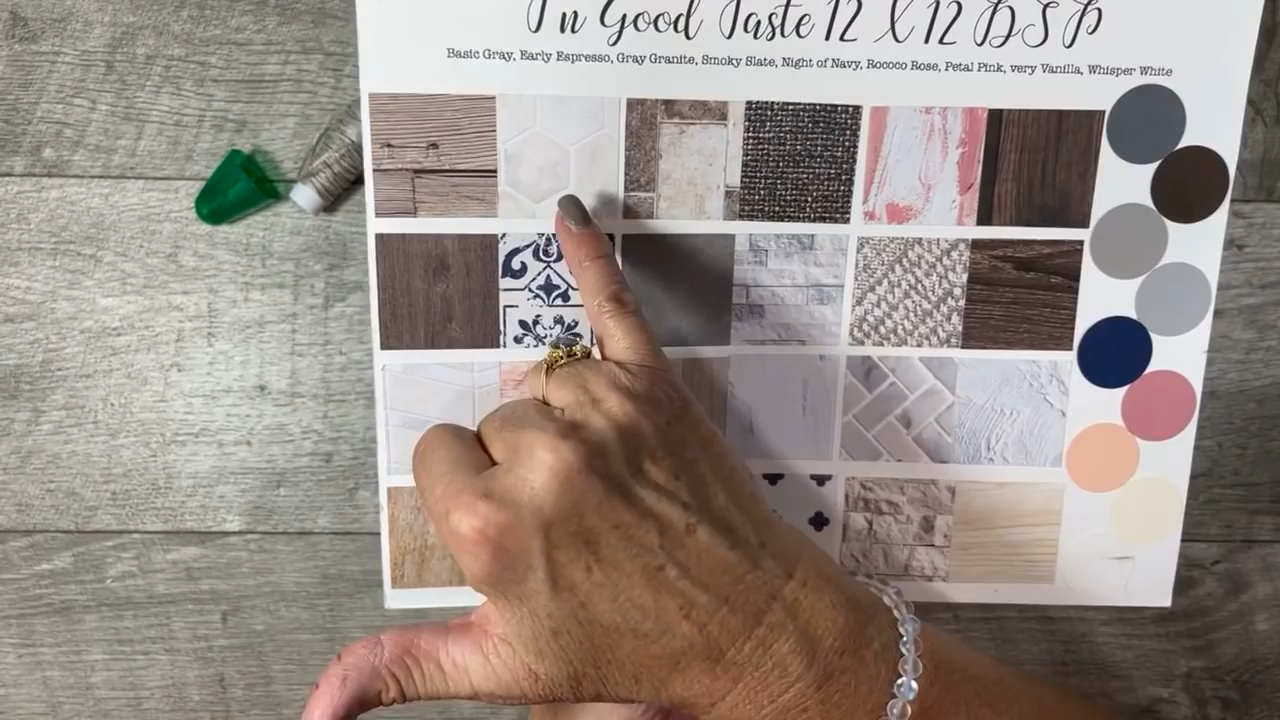 In Good Taste 12 X 12 DSP
Basic Gray, Early Espresso, Gray Granite, Smoky Slate, Night of Navy, Rococo Rose, Petal Pink, very Vanilla, Whisper White